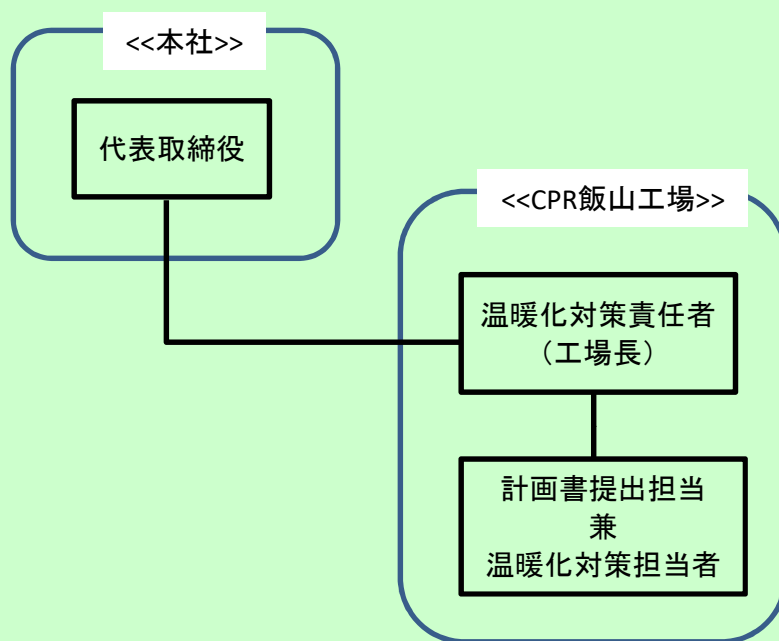 <<本社>>
代表取締役
<<CPR飯山工場>>
温暖化対策責任者
（工場長）
計画書提出担当
兼
温暖化対策担当者